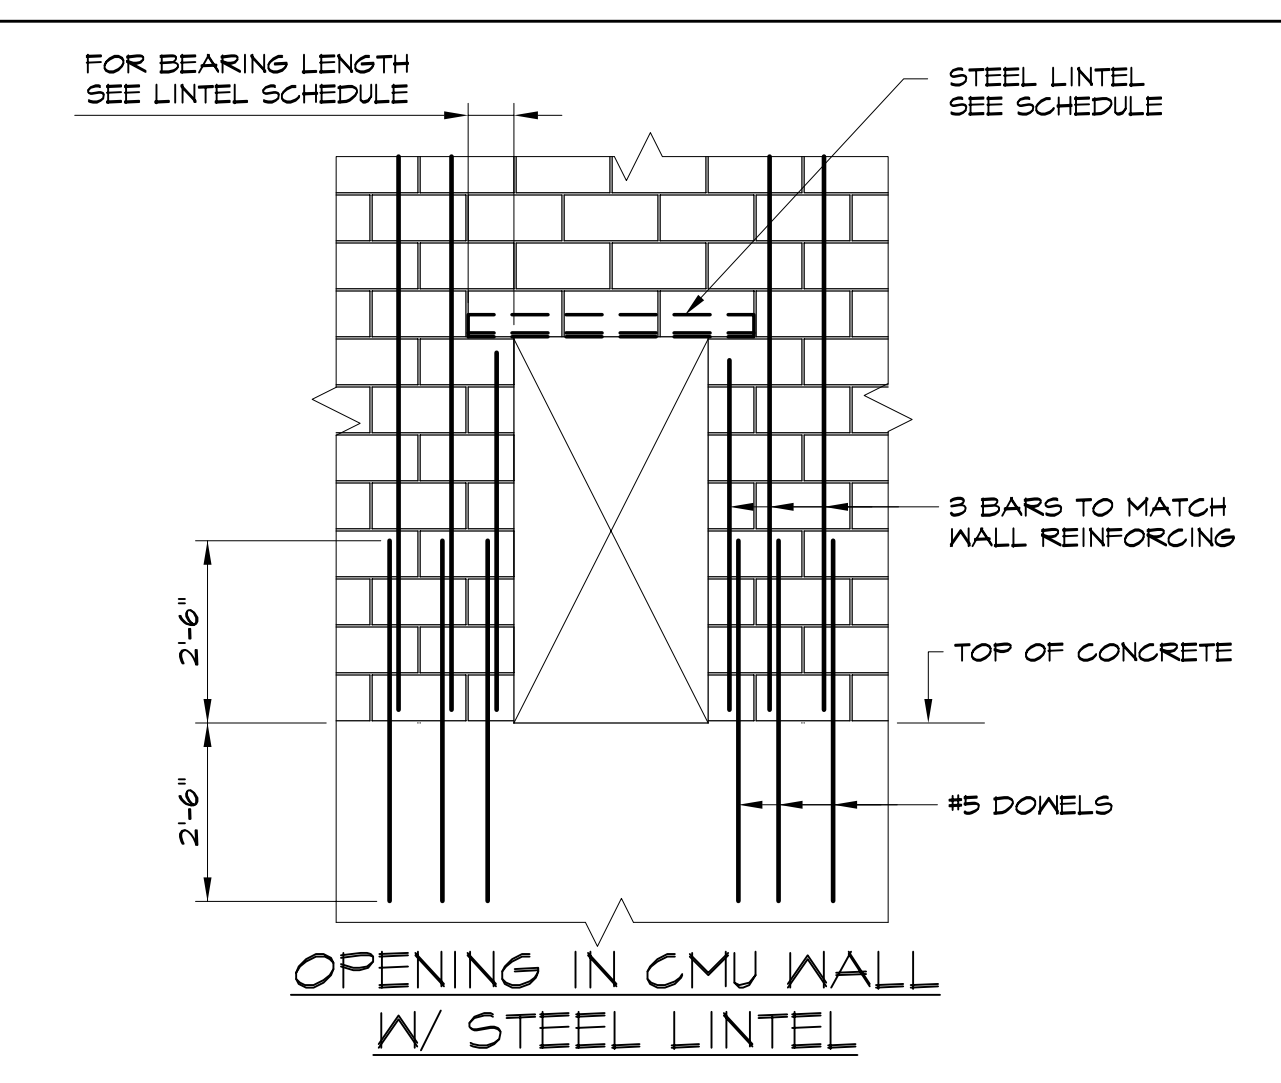 FOR BEARING LENGTH
SEE LINTEL SCHEDULE
STEEL LINTEL
SEE SCHEDULE
3 BARS TO MATCH
WALL REINFORCING
2'-6"
TOP OF CONCRETE
2'-6"
#5 DOWELS
OPENING IN CMU WALL
W/ STEEL LINTEL